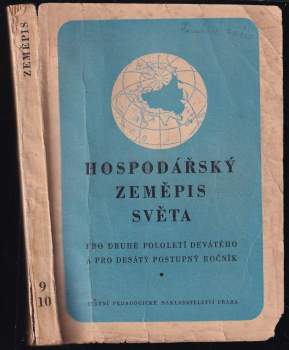 ZEMĚPIS
9
10
HOSPODÁŘSKÝ
ZEMĚPIS
SVĚTA
PRO DRUHÉ POLOLETÍ DEVÁTÉHO
A PRO DESÁTÝ POSTUPNÝ ROČNÍK
STÁTNÍ PEDAGOGICKÉ NAKLADATELSTVÍ PRAHA